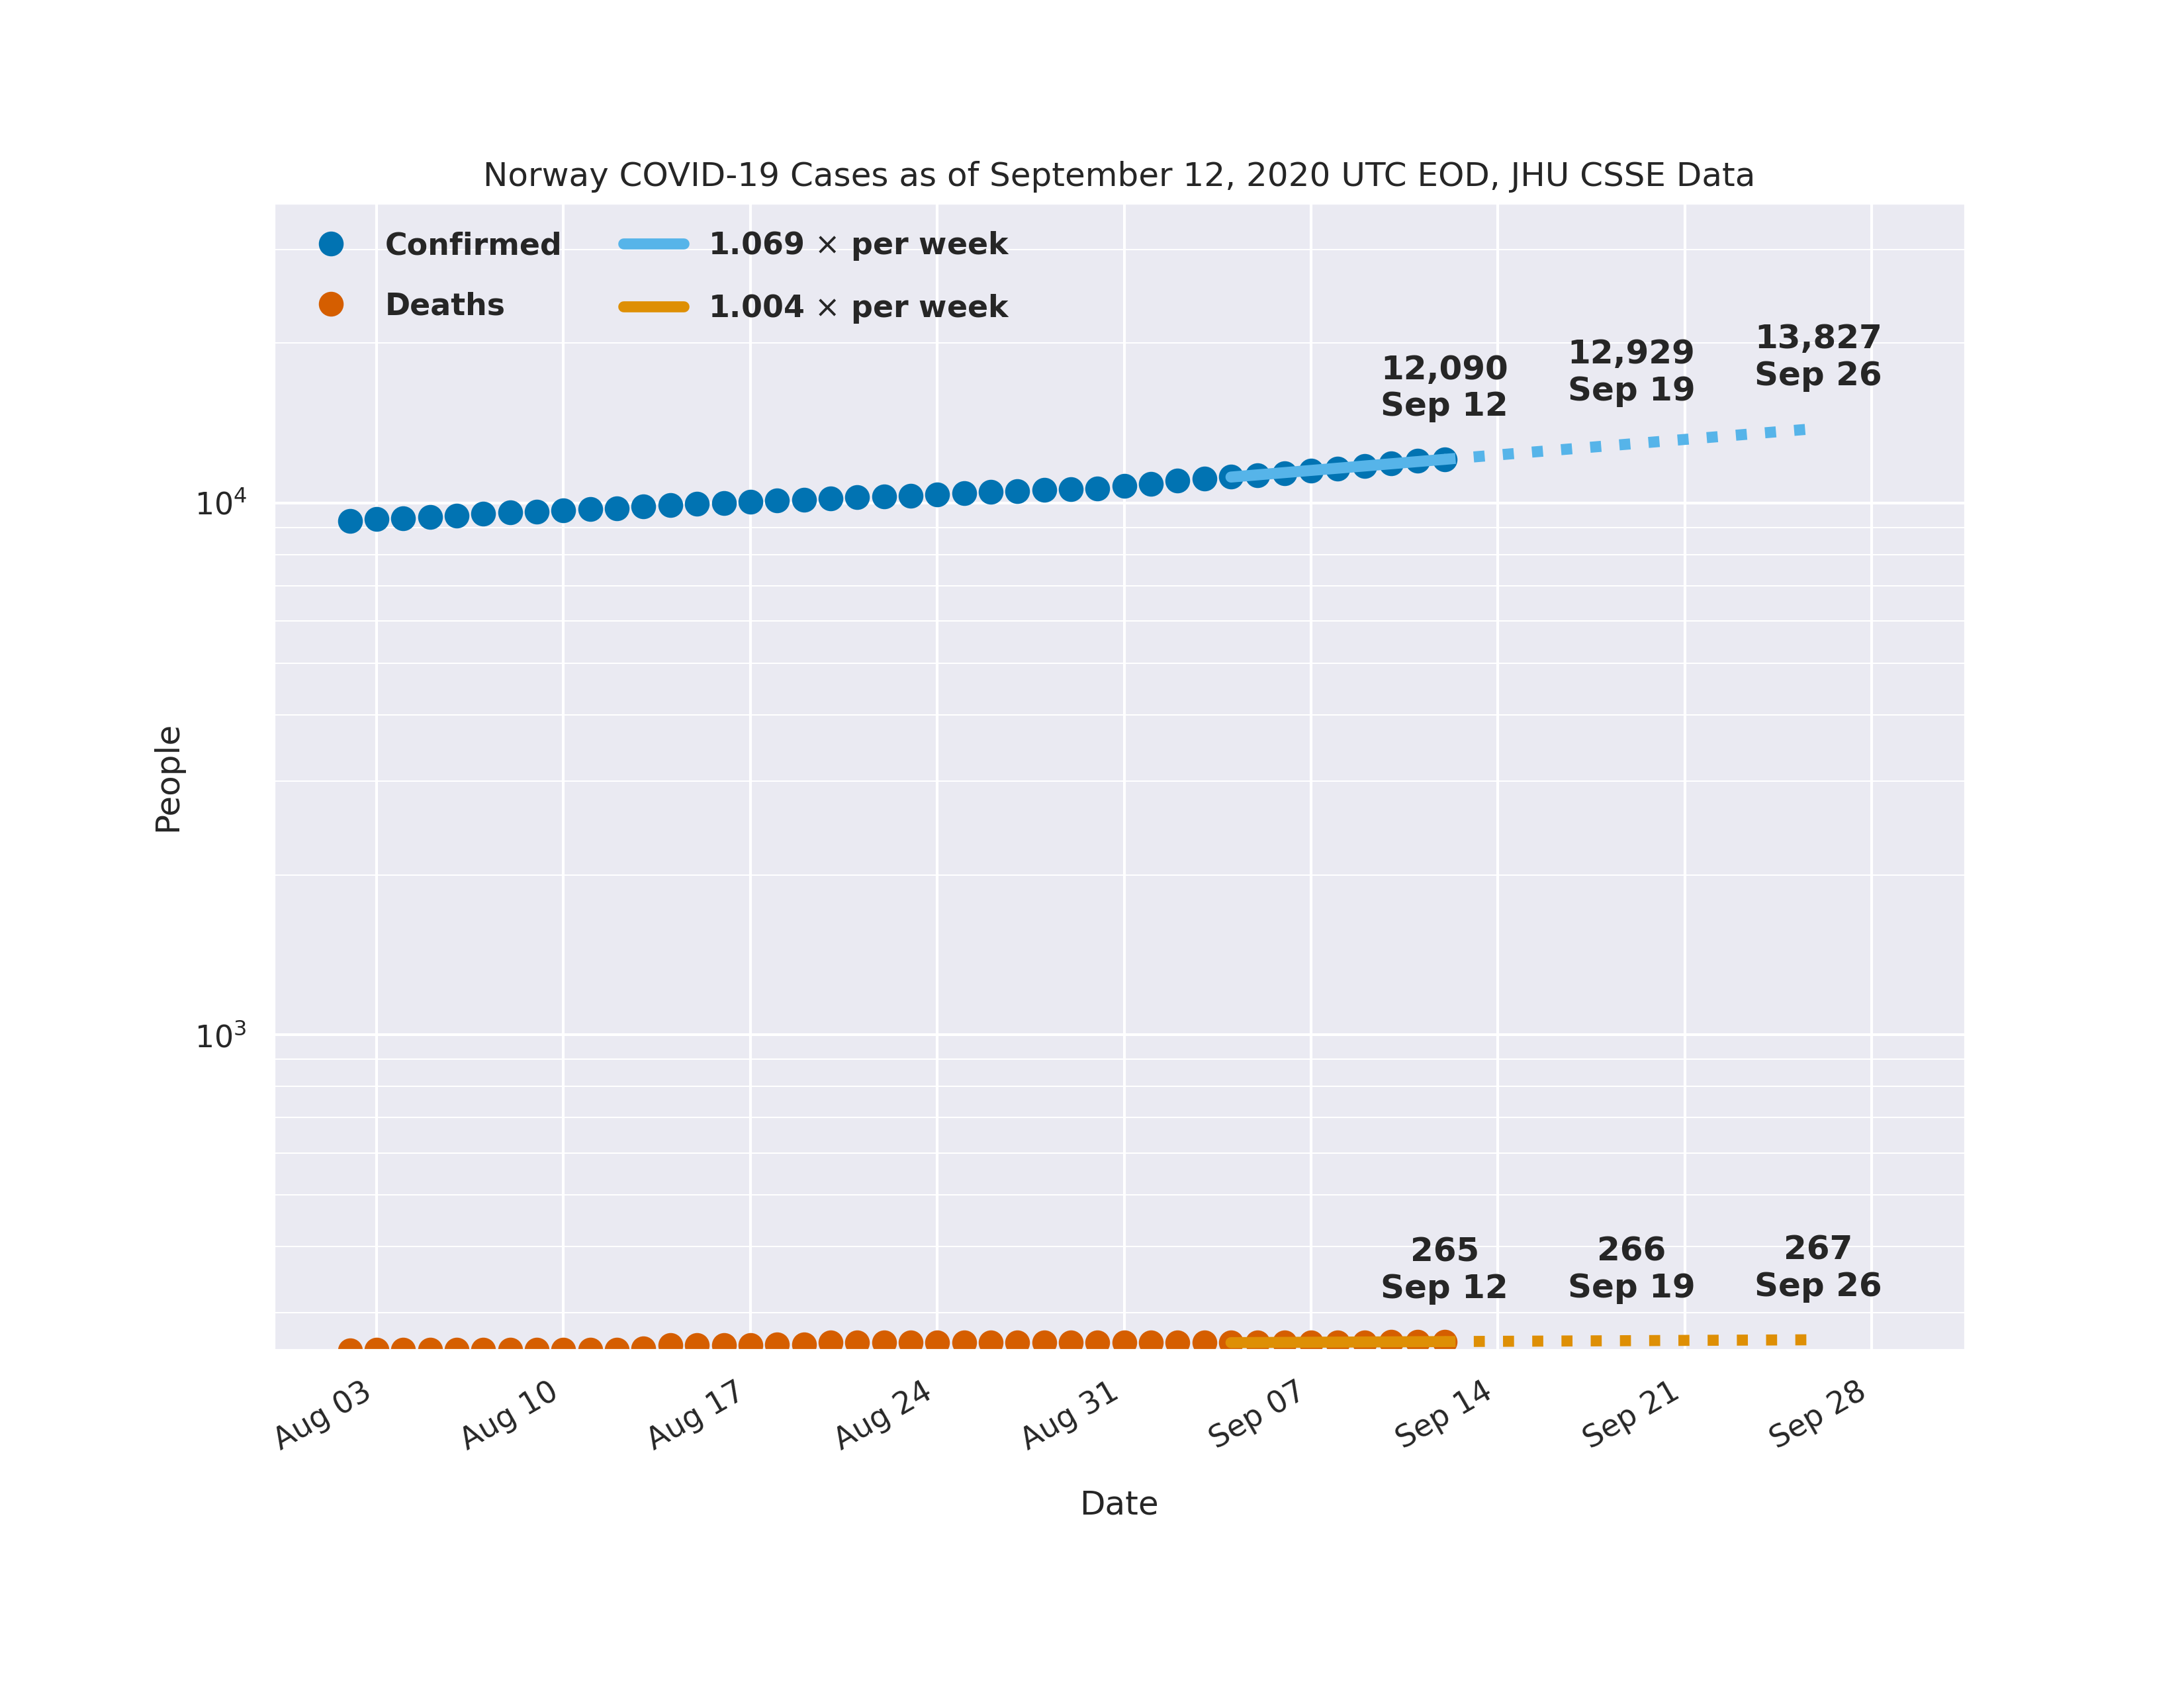 Norway COVID-19 Cases as of September 12, 2020 UTC EOD, JHU CSSE Data
Confirmed
Deaths
1.069 × per week
1.004 × per week
12,090
Sep 12
12,929
Sep 19
13,827
Sep 26
10⁴
10³
People
265
Sep 12
266
Sep 19
267
Sep 26
Aug 03
Aug 10
Aug 17
Aug 24
Aug 31
Sep 07
Sep 14
Sep 21
Sep 28
Date